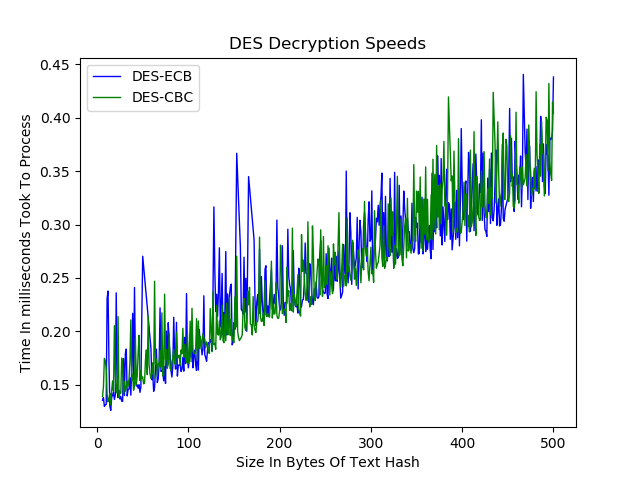 DES Decryption Speeds
DES-ECB
DES-CBC
0.45
0.40
0.35
0.30
0.25
0.20
0.15
Time In milliseconds Took To Process
0 100 200 300 400 500
Size In Bytes Of Text Hash